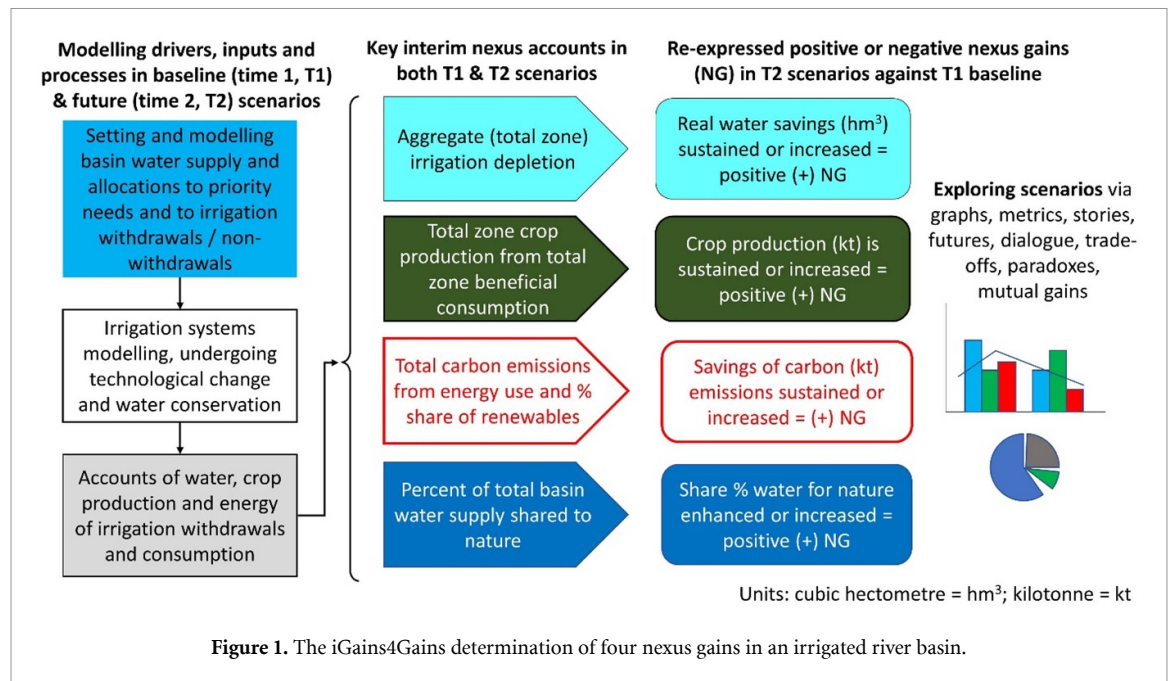 Modelling drivers, inputs and
processes in baseline (time 1, T1)
& future (time 2, T2) scenarios
Setting and modelling
basin water supply and
allocations to priority
needs and to irrigation
withdrawals / non-
withdrawals
Irrigation systems
modelling, undergoing
technological change
and water conservation
Accounts of water, crop
production and energy
of irrigation withdrawals
and consumption
Key interim nexus accounts in
both T1 & T2 scenarios
Aggregate (total zone)
irrigation depletion
Total zone crop
production from total
zone beneficial
consumption
Total carbon emissions
from energy use and %
share of renewables
Percent of total basin
water supply shared to
nature
Re-expressed positive or negative nexus gains
(NG) in T2 scenarios against T1 baseline
Real water savings (hm³)
sustained or increased =
positive (+) NG
Crop production (kt) is
sustained or increased =
positive (+) NG
Savings of carbon (kt)
emissions sustained or
increased = (+) NG
Share % water for nature
enhanced or increased =
positive (+) NG
Exploring scenarios via
graphs, metrics, stories,
futures, dialogue, trade-
offs, paradoxes,
mutual gains
Units: cubic hectometre = hm³; kilotonne = kt
Figure 1. The iGains4Gains determination of four nexus gains in an irrigated river basin.